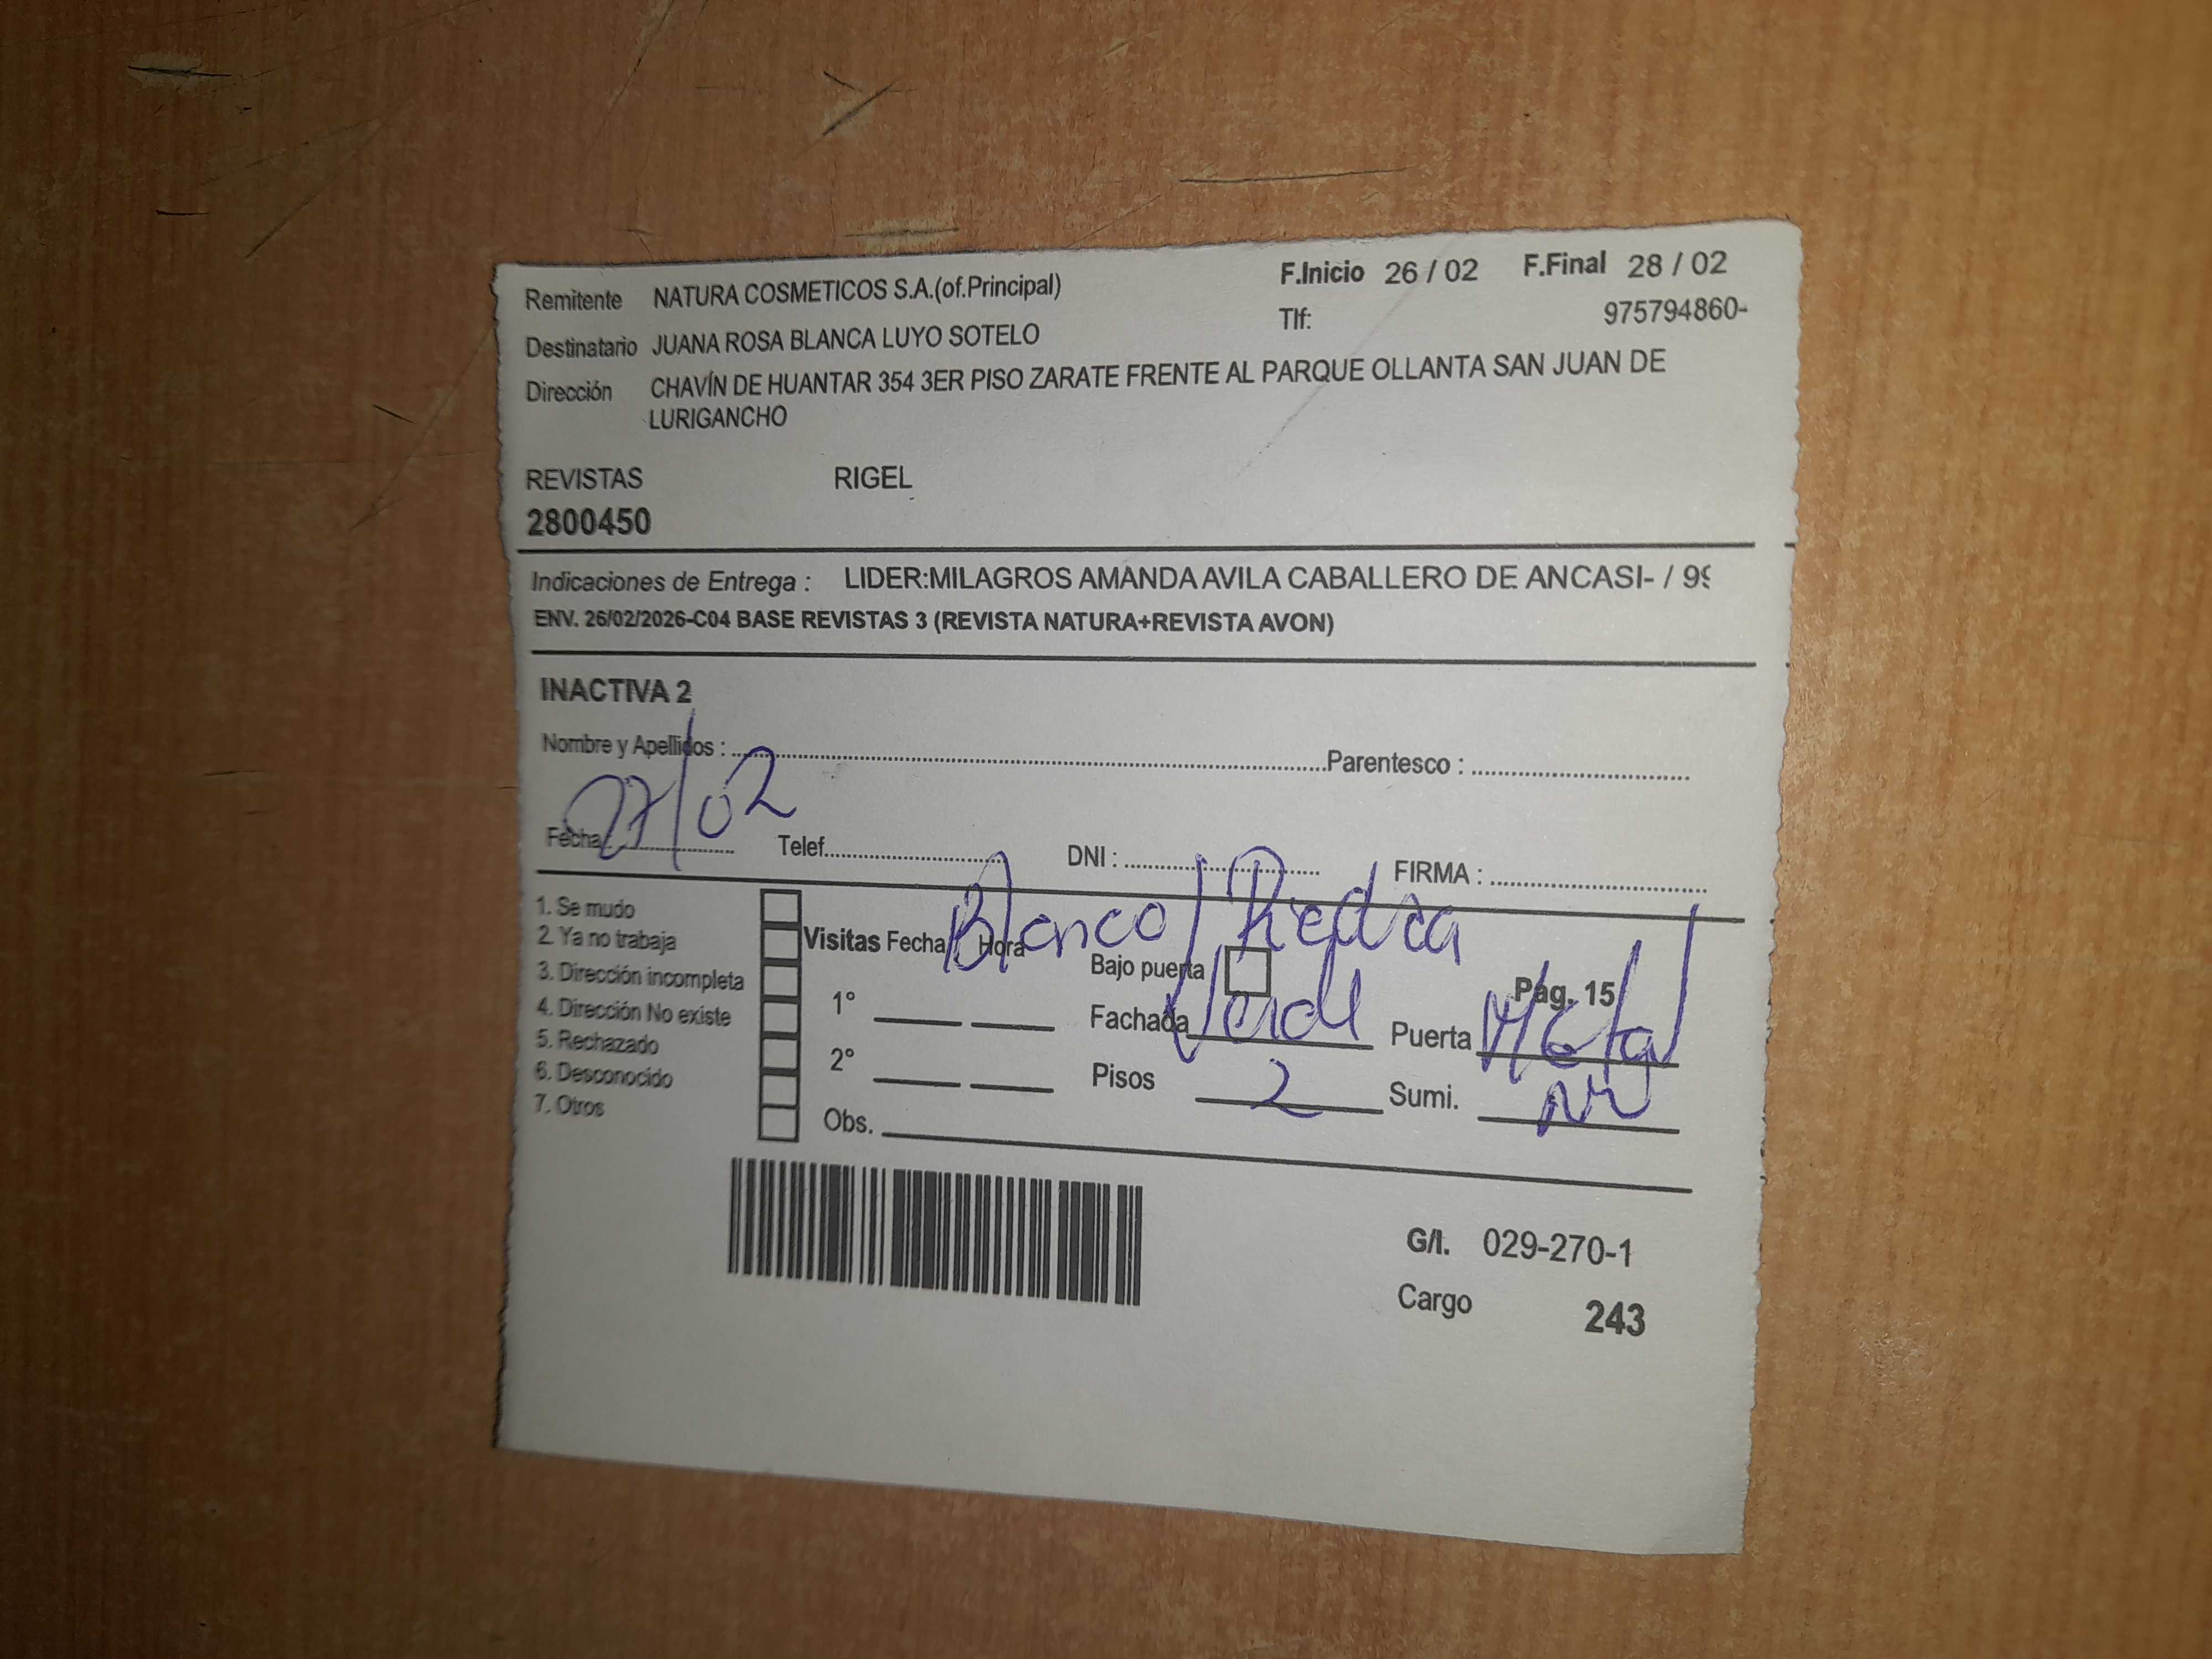 Remitente NATURA COSMETICOS S.A.(of.Principal) F.Inicio 26 / 02 F.Final 28 / 02
Destinatario JUANA ROSA BLANCA LUYO SOTELO Tlf: 975794860-
Dirección CHAVÍN DE HUANTAR 354 3ER PISO ZARATE FRENTE AL PARQUE OLLANTA SAN JUAN DE
LURIGANCHO
REVISTAS RIGEL
2800450
Indicaciones de Entrega : LIDER:MILAGROS AMANDA AVILA CABALLERO DE ANCASI- / 99
ENV. 26/02/2026-C04 BASE REVISTAS 3 (REVISTA NATURA+REVISTA AVON)
INACTIVA 2
Nombre y Apellidos : Parentesco :
Fecha: 27/02 Telef. DNI : FIRMA :
Blanco / Piedra
1. Se mudo
2. Ya no trabaja
3. Dirección incompleta
4. Dirección No existe
5. Rechazado
6. Desconocido
7. Otros
Visitas Fecha Hora
1°
2°
Obs.
Bajo puerta Pág. 15
Fachada Verde Puerta Metal
Pisos 2 Sumi.
G/I. 029-270-1
Cargo 243